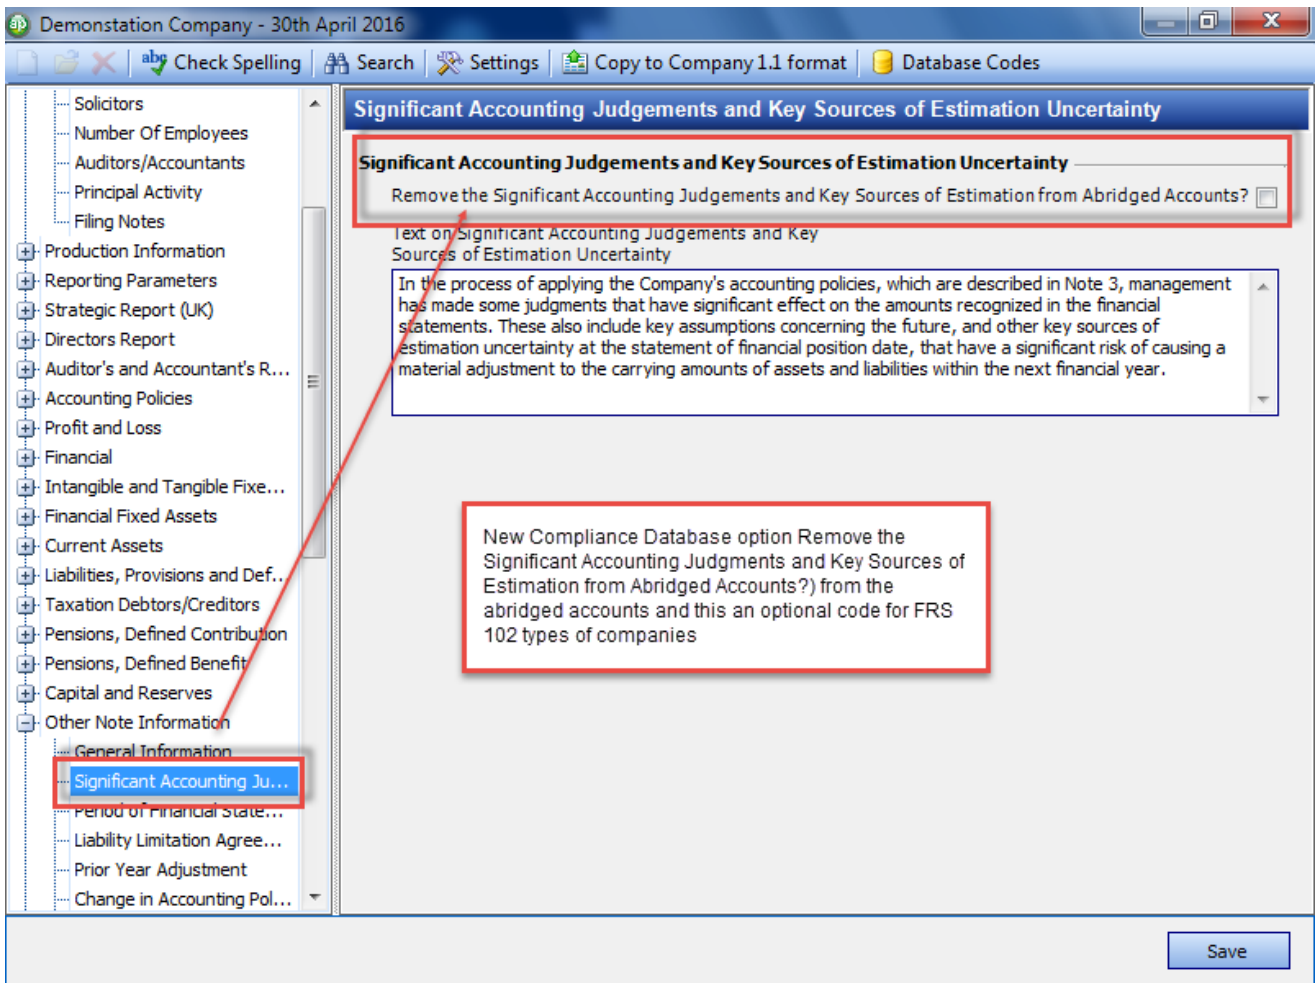 Demonstation Company - 30th April 2016
Check Spelling Search Settings Copy to Company 1.1 format Database Codes
Solicitors
Number Of Employees
Auditors/Accountants
Principal Activity
Filing Notes
Production Information
Reporting Parameters
Strategic Report (UK)
Directors Report
Auditor's and Accountant's R...
Accounting Policies
Profit and Loss
Financial
Intangible and Tangible Fixe...
Financial Fixed Assets
Current Assets
Liabilities, Provisions and Def...
Taxation Debtors/Creditors
Pensions, Defined Contribution
Pensions, Defined Benefit
Capital and Reserves
Other Note Information
General Information
Significant Accounting Ju...
Period of Financial State...
Liability Limitation Agree...
Prior Year Adjustment
Change in Accounting Pol...
Significant Accounting Judgements and Key Sources of Estimation Uncertainty
Significant Accounting Judgements and Key Sources of Estimation Uncertainty
Remove the Significant Accounting Judgements and Key Sources of Estimation from Abridged Accounts?
Text on Significant Accounting Judgements and Key
Sources of Estimation Uncertainty
In the process of applying the Company's accounting policies, which are described in Note 3, management
has made some judgments that have significant effect on the amounts recognized in the financial
statements. These also include key assumptions concerning the future, and other key sources of
estimation uncertainty at the statement of financial position date, that have a significant risk of causing a
material adjustment to the carrying amounts of assets and liabilities within the next financial year.
New Compliance Database option Remove the
Significant Accounting Judgments and Key Sources of
Estimation from Abridged Accounts?) from the
abridged accounts and this an optional code for FRS
102 types of companies
Save